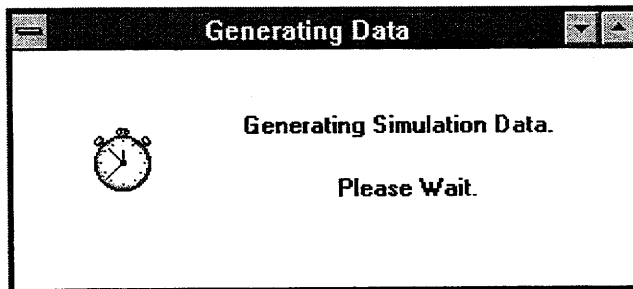 Generating Data
Generating Simulation Data.
Please Wait.